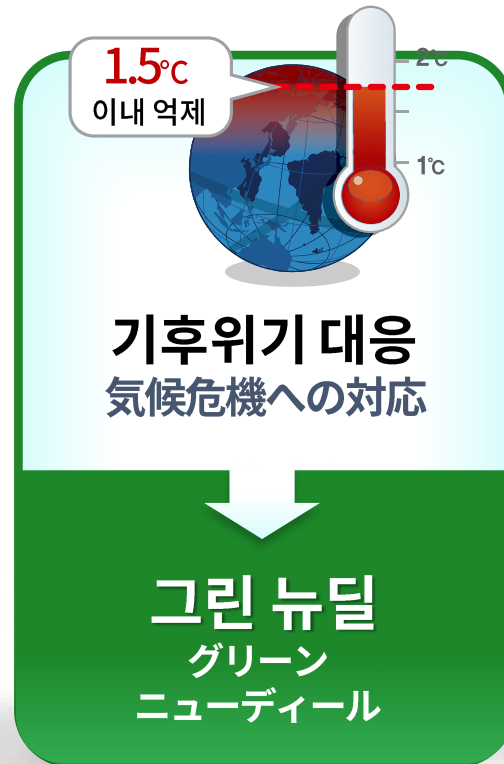 1.5℃
이내 억제
2℃
1℃
기후위기 대응
気候危機への対応
그린 뉴딜
グリーン
ニューディール